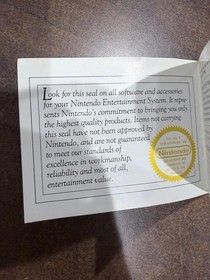 Look for this seal on all software and accessories
for your Nintendo Entertainment System. It repre-
sents Nintendo's commitment to bringing you only
the highest quality products. Items not carrying
this seal have not been approved by
Nintendo, and are not guaranteed
to meet our standards of
excellence in workmanship,
reliability and most of all,
entertainment value.
Nintendo